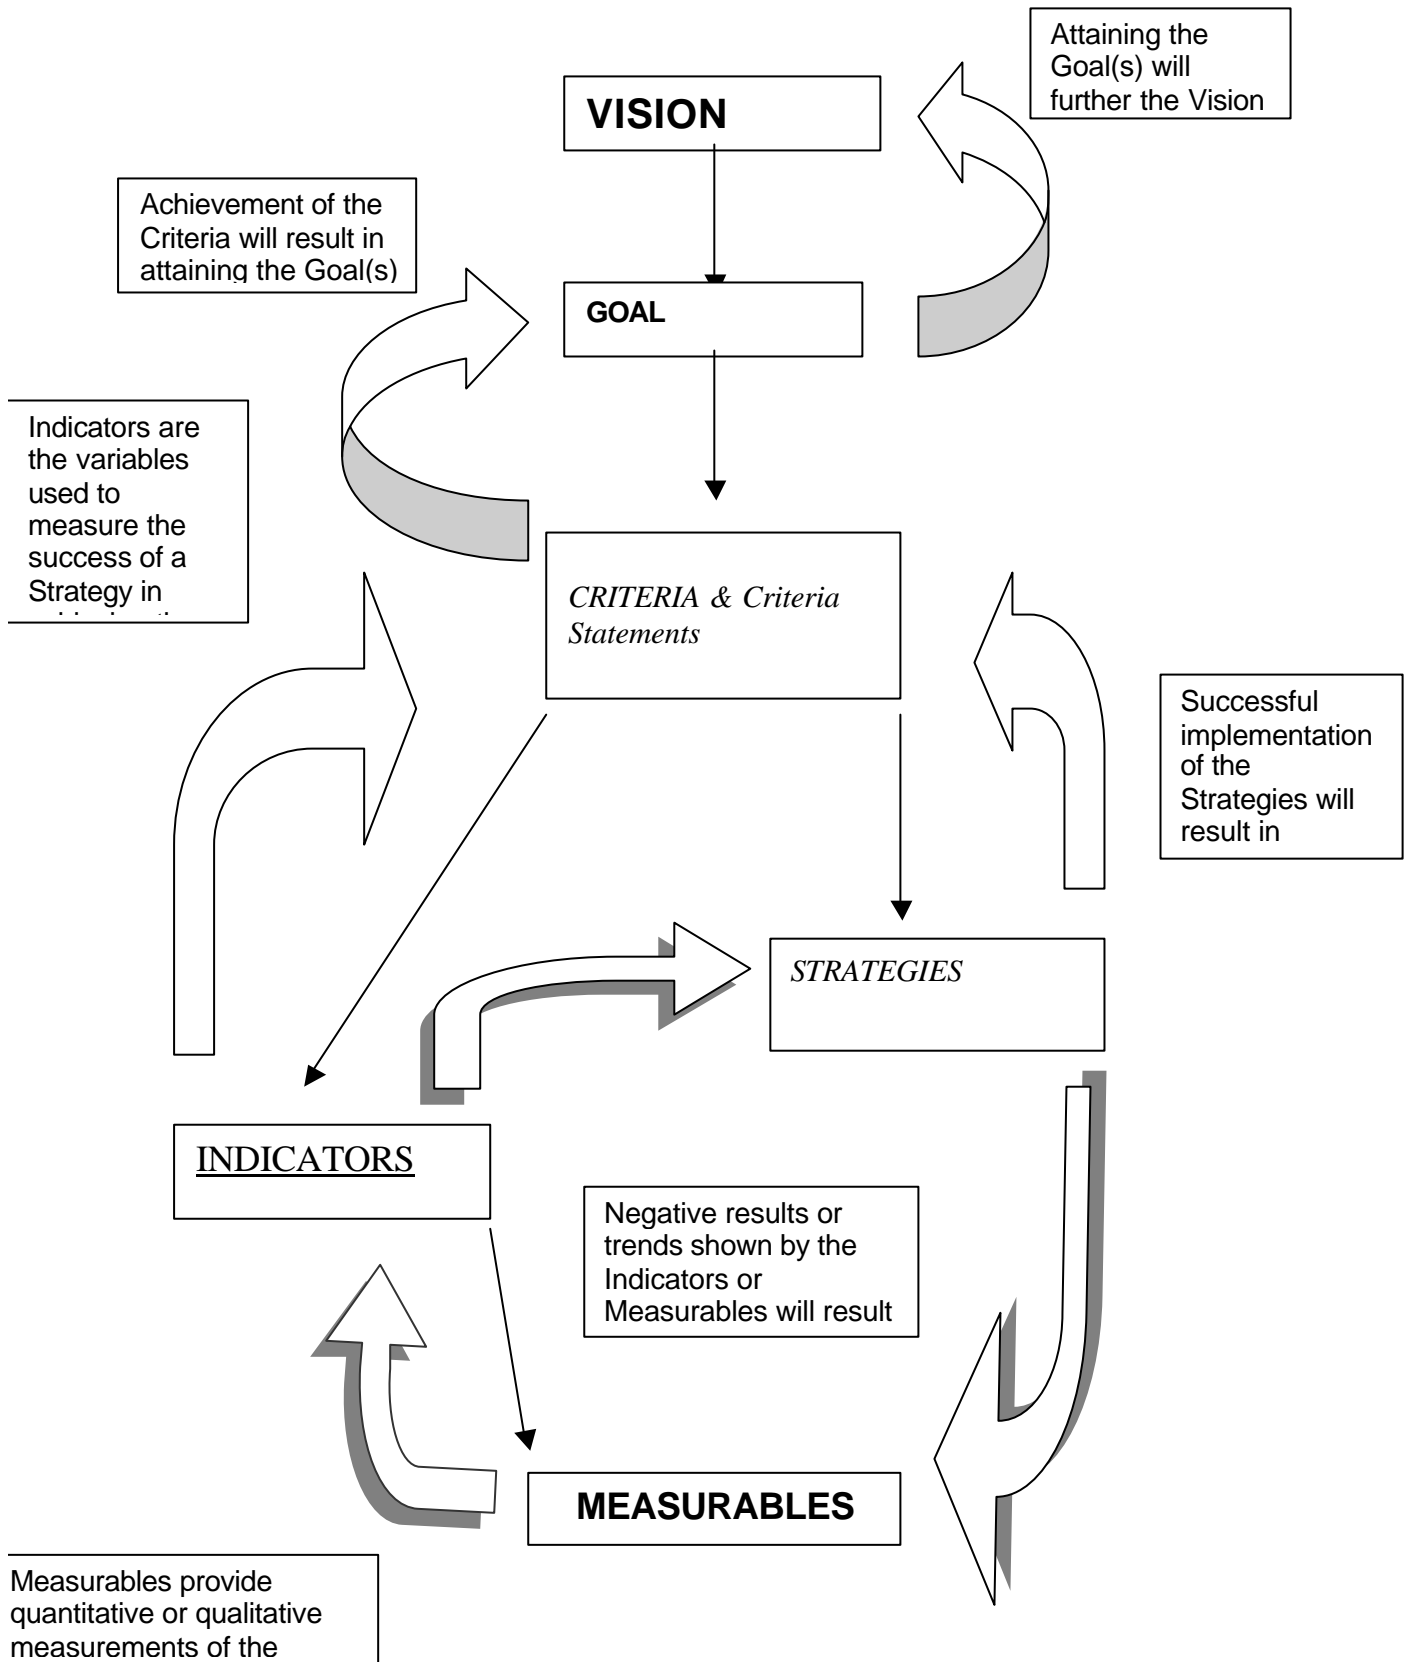 Attaining the
Goal(s) will
further the Vision
VISION
Achievement of the
Criteria will result in
attaining the Goal(s)
GOAL
Indicators are
the variables
used to
measure the
success of a
Strategy in
CRITERIA & Criteria
Statements
Successful
implementation
of the
Strategies will
result in
STRATEGIES
INDICATORS
Negative results or
trends shown by the
Indicators or
Measurables will result
MEASURABLES
Measurables provide
quantitative or qualitative
measurements of the